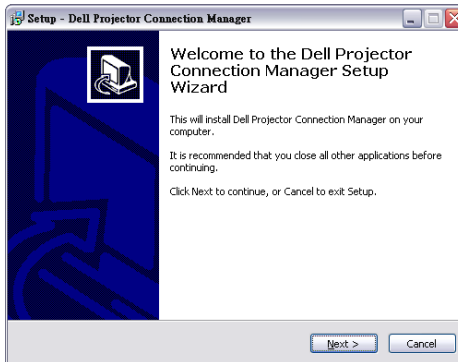 Setup - Dell Projector Connection Manager
Welcome to the Dell Projector
Connection Manager Setup
Wizard
This will install Dell Projector Connection Manager on your
computer.
It is recommended that you close all other applications before
continuing.
Click Next to continue, or Cancel to exit Setup.
Next > Cancel